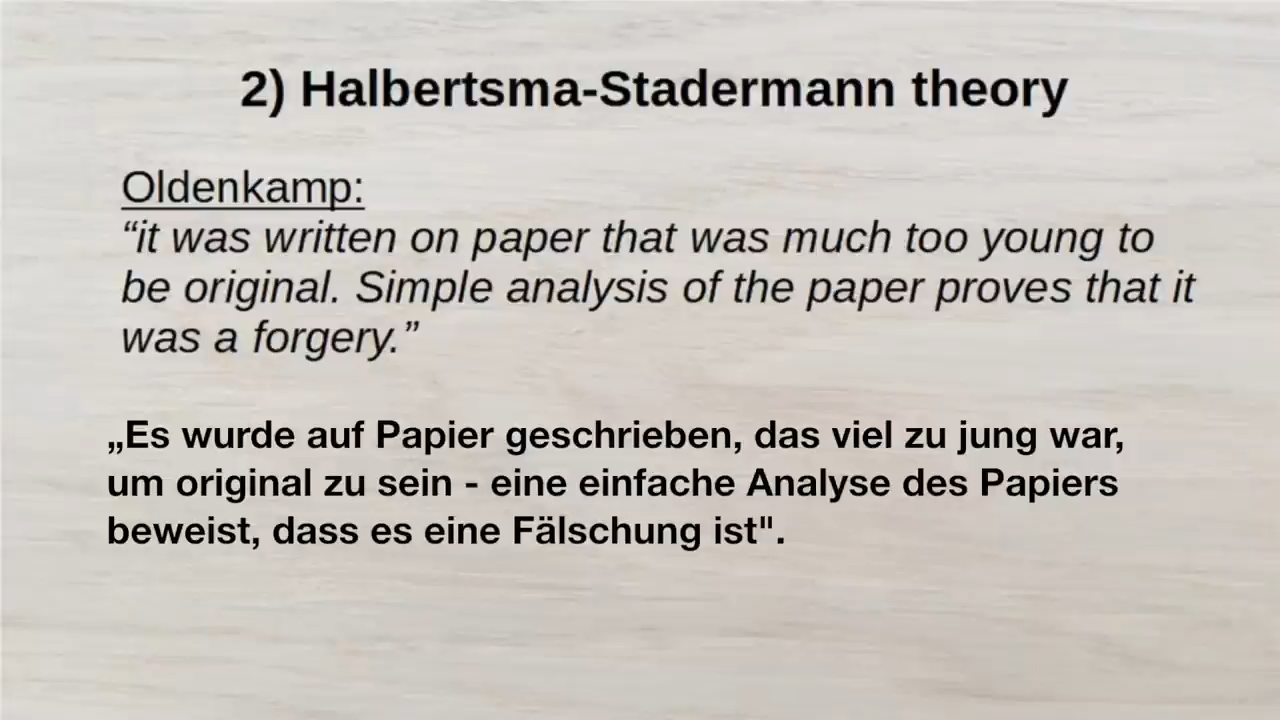 2) Halbertsma-Stadermann theory
Oldenkamp:
“it was written on paper that was much too young to
be original. Simple analysis of the paper proves that it
was a forgery.”
„Es wurde auf Papier geschrieben, das viel zu jung war,
um original zu sein - eine einfache Analyse des Papiers
beweist, dass es eine Fälschung ist".